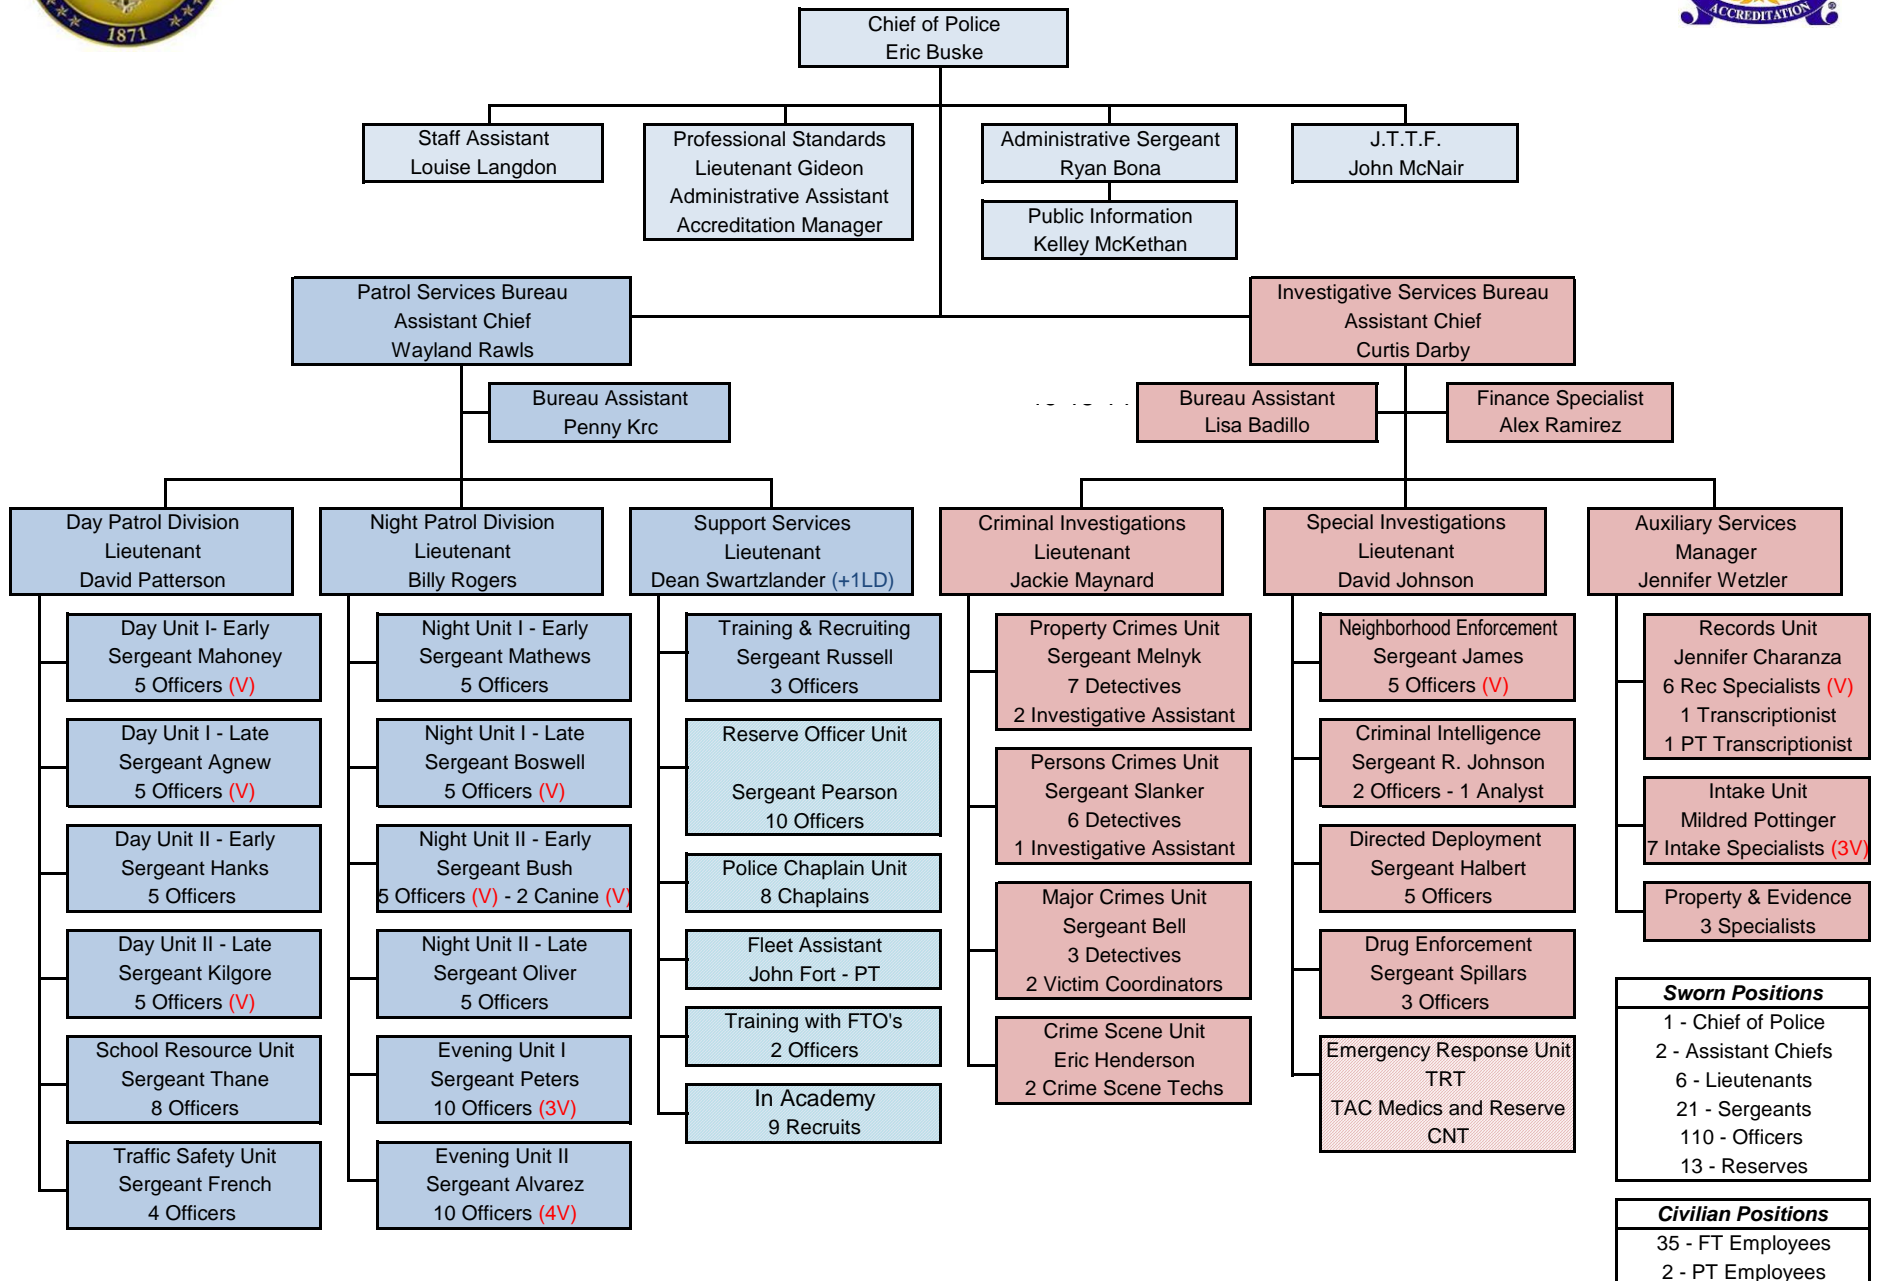 1871
ACCREDITATION
Chief of Police
Eric Buske
Staff Assistant
Louise Langdon
Professional Standards
Lieutenant Gideon
Administrative Assistant
Accreditation Manager
Administrative Sergeant
Ryan Bona
Public Information
Kelley McKethan
J.T.T.F.
John McNair
Patrol Services Bureau
Assistant Chief
Wayland Rawls
Investigative Services Bureau
Assistant Chief
Curtis Darby
Bureau Assistant
Penny Krc
Bureau Assistant
Lisa Badillo
Finance Specialist
Alex Ramirez
Day Patrol Division
Lieutenant
David Patterson
Day Unit I- Early
Sergeant Mahoney
5 Officers (V)
Day Unit I - Late
Sergeant Agnew
5 Officers (V)
Day Unit II - Early
Sergeant Hanks
5 Officers
Day Unit II - Late
Sergeant Kilgore
5 Officers (V)
School Resource Unit
Sergeant Thane
8 Officers
Traffic Safety Unit
Sergeant French
4 Officers
Night Patrol Division
Lieutenant
Billy Rogers
Night Unit I - Early
Sergeant Mathews
5 Officers
Night Unit I - Late
Sergeant Boswell
5 Officers (V)
Night Unit II - Early
Sergeant Bush
5 Officers (V) - 2 Canine (V)
Night Unit II - Late
Sergeant Oliver
5 Officers
Evening Unit I
Sergeant Peters
10 Officers (3V)
Evening Unit II
Sergeant Alvarez
10 Officers (4V)
Support Services
Lieutenant
Dean Swartzlander (+1LD)
Training & Recruiting
Sergeant Russell
3 Officers
Reserve Officer Unit
Sergeant Pearson
10 Officers
Police Chaplain Unit
8 Chaplains
Fleet Assistant
John Fort - PT
Training with FTO's
2 Officers
In Academy
9 Recruits
Criminal Investigations
Lieutenant
Jackie Maynard
Property Crimes Unit
Sergeant Melnyk
7 Detectives
2 Investigative Assistant
Persons Crimes Unit
Sergeant Slanker
6 Detectives
1 Investigative Assistant
Major Crimes Unit
Sergeant Bell
3 Detectives
2 Victim Coordinators
Crime Scene Unit
Eric Henderson
2 Crime Scene Techs
Special Investigations
Lieutenant
David Johnson
Neighborhood Enforcement
Sergeant James
5 Officers (V)
Criminal Intelligence
Sergeant R. Johnson
2 Officers - 1 Analyst
Directed Deployment
Sergeant Halbert
5 Officers
Drug Enforcement
Sergeant Spillars
3 Officers
Emergency Response Unit
TRT
TAC Medics and Reserve
CNT
Auxiliary Services
Manager
Jennifer Wetzler
Records Unit
Jennifer Charanza
6 Rec Specialists (V)
1 Transcriptionist
1 PT Transcriptionist
Intake Unit
Mildred Pottinger
7 Intake Specialists (3V)
Property & Evidence
3 Specialists
Sworn Positions
1 - Chief of Police
2 - Assistant Chiefs
6 - Lieutenants
21 - Sergeants
110 - Officers
13 - Reserves
Civilian Positions
35 - FT Employees
2 - PT Employees